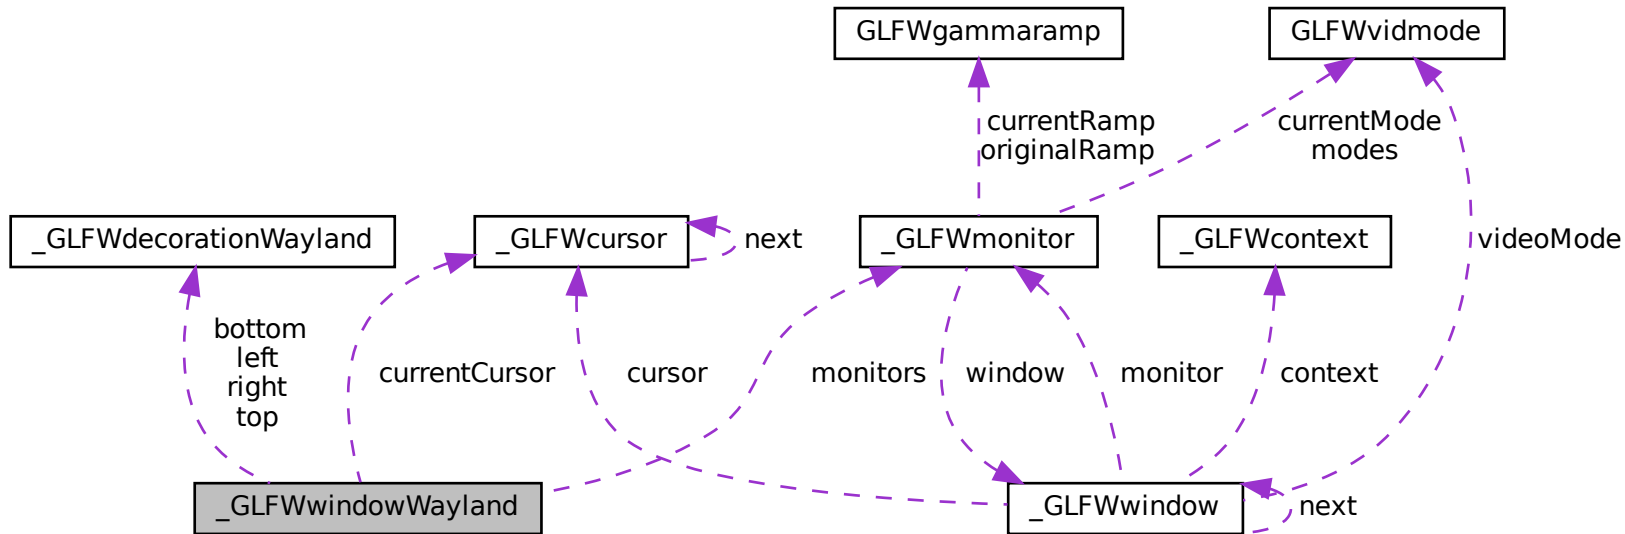 GLFWgammaramp
GLFWvidmode
currentRamp
originalRamp
currentMode
modes
_GLFWdecorationWayland
_GLFWcursor
next
_GLFWmonitor
_GLFWcontext
videoMode
bottom
left
right
top
currentCursor
cursor
monitors
window
monitor
context
_GLFWwindowWayland
_GLFWwindow
next